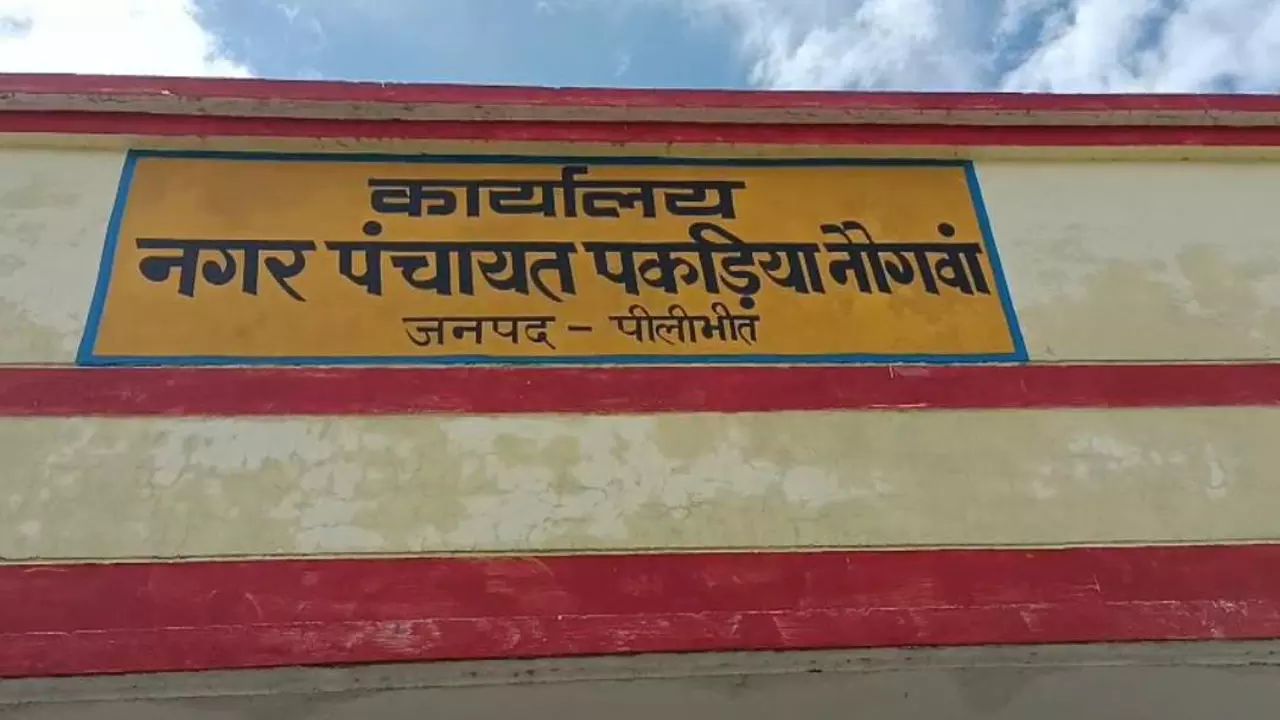 कार्यालय
नगर पंचायत पकड़िया नौगवां
जनपद - पीलीभीत